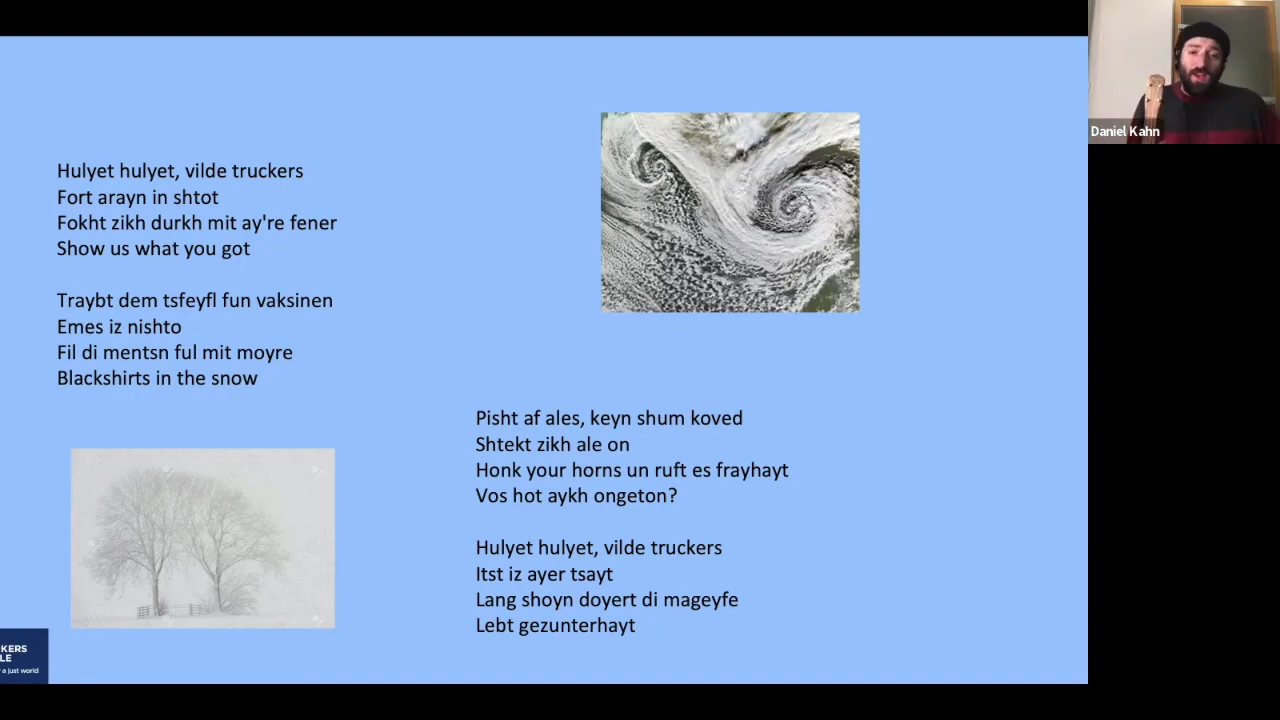 Hulyet hulyet, vilde truckers
Fort arayn in shtot
Fokht zikh durkh mit ay're fener
Show us what you got
Traybt dem tsfeyfl fun vaksinen
Emes iz nishto
Fil di mentsn ful mit moyre
Blackshirts in the snow
Pisht af ales, keyn shum koved
Shtekt zikh ale on
Honk your horns un ruft es frayhayt
Vos hot aykh ongeton?
Hulyet hulyet, vilde truckers
Itst iz ayer tsayt
Lang shoyn doyert di mageyfe
Lebt gezunterhayt
Daniel Kahn
KERS
LE
a just world